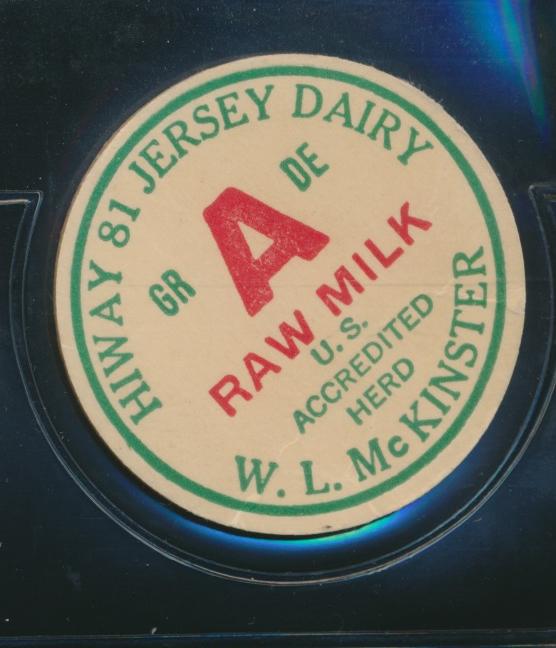 HIWAY 81 JERSEY DAIRY
GR A DE
RAW MILK
U.S.
ACCREDITED
HERD
W. L. McKINSTER